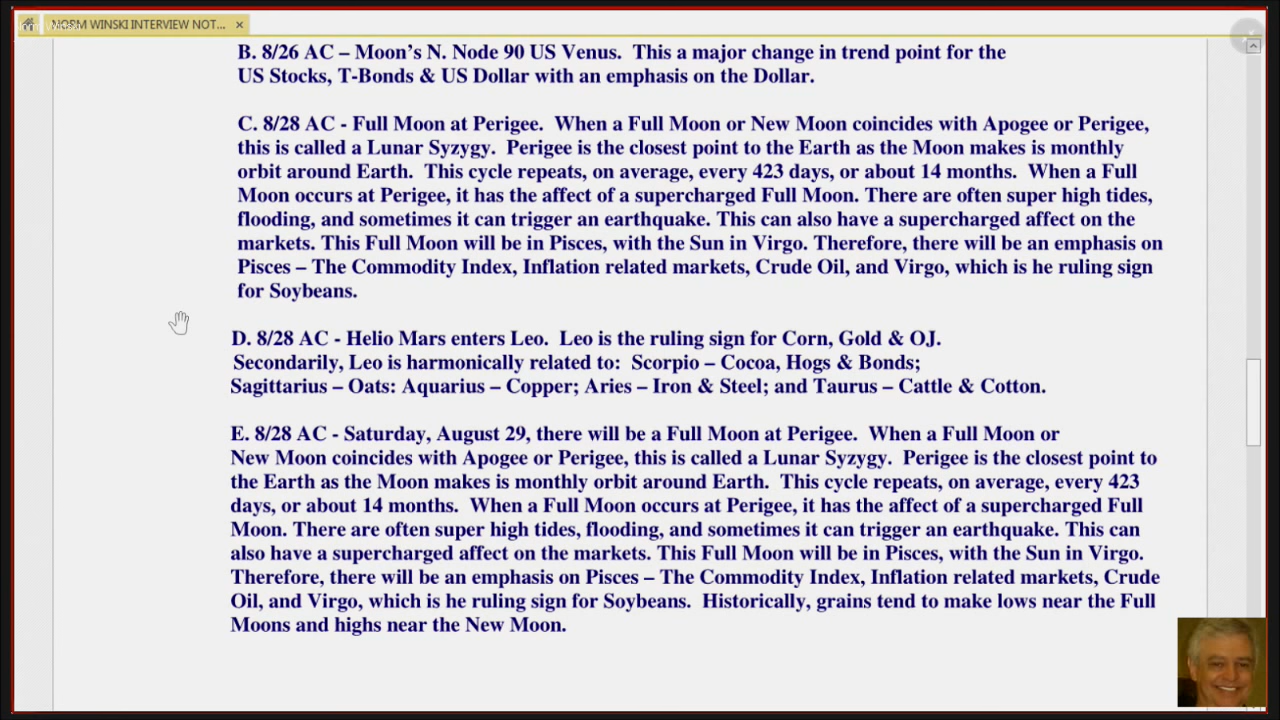 NORM WINSKI INTERVIEW NOT...
B. 8/26 AC – Moon's N. Node 90 US Venus.  This a major change in trend point for the
US Stocks, T-Bonds & US Dollar with an emphasis on the Dollar.
C. 8/28 AC - Full Moon at Perigee.  When a Full Moon or New Moon coincides with Apogee or Perigee,
this is called a Lunar Syzygy.  Perigee is the closest point to the Earth as the Moon makes is monthly
orbit around Earth.  This cycle repeats, on average, every 423 days, or about 14 months.  When a Full
Moon occurs at Perigee, it has the affect of a supercharged Full Moon. There are often super high tides,
flooding, and sometimes it can trigger an earthquake. This can also have a supercharged affect on the
markets. This Full Moon will be in Pisces, with the Sun in Virgo. Therefore, there will be an emphasis on
Pisces – The Commodity Index, Inflation related markets, Crude Oil, and Virgo, which is he ruling sign
for Soybeans.
D. 8/28 AC - Helio Mars enters Leo.  Leo is the ruling sign for Corn, Gold & OJ.
Secondarily, Leo is harmonically related to:  Scorpio – Cocoa, Hogs & Bonds;
Sagittarius – Oats: Aquarius – Copper; Aries – Iron & Steel; and Taurus – Cattle & Cotton.
E. 8/28 AC - Saturday, August 29, there will be a Full Moon at Perigee.  When a Full Moon or
New Moon coincides with Apogee or Perigee, this is called a Lunar Syzygy.  Perigee is the closest point to
the Earth as the Moon makes is monthly orbit around Earth.  This cycle repeats, on average, every 423
days, or about 14 months.  When a Full Moon occurs at Perigee, it has the affect of a supercharged Full
Moon. There are often super high tides, flooding, and sometimes it can trigger an earthquake. This can
also have a supercharged affect on the markets. This Full Moon will be in Pisces, with the Sun in Virgo.
Therefore, there will be an emphasis on Pisces – The Commodity Index, Inflation related markets, Crude
Oil, and Virgo, which is he ruling sign for Soybeans.  Historically, grains tend to make lows near the Full
Moons and highs near the New Moon.